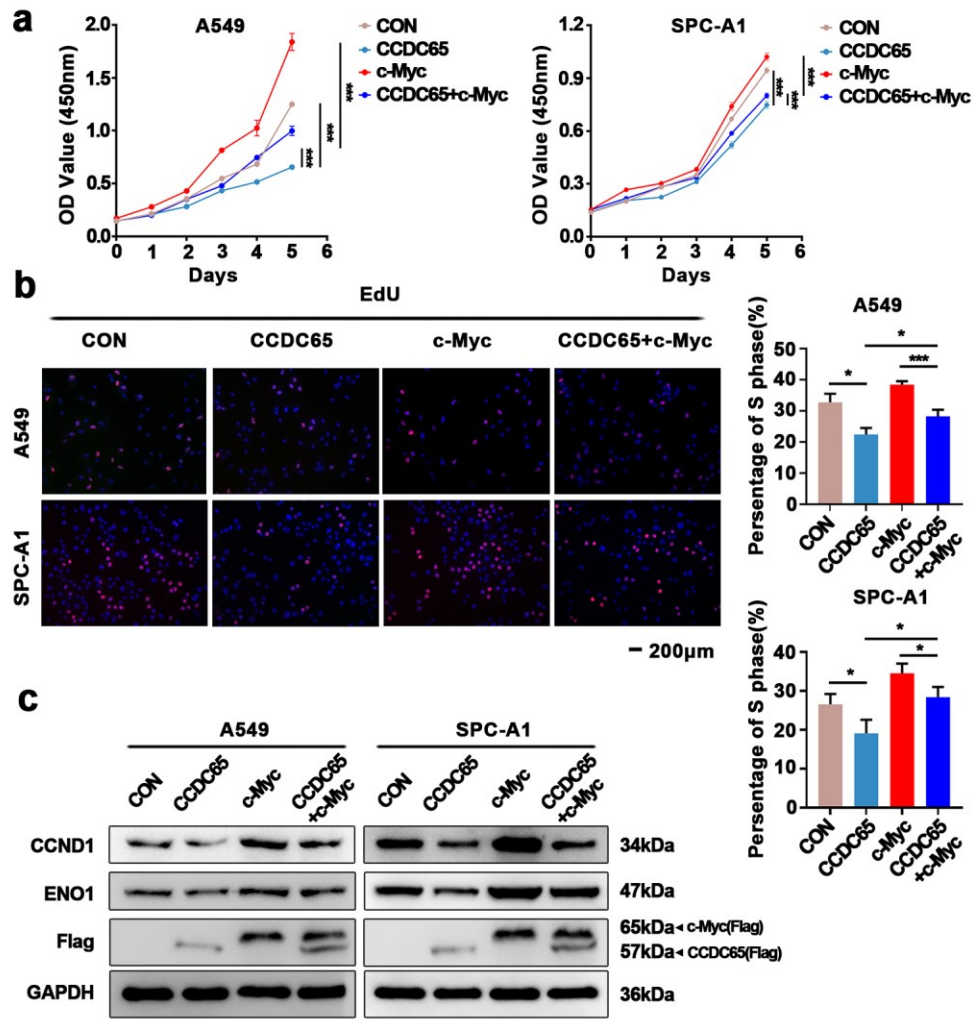 a
A549
OD Value (450nm)
2.0
1.5
1.0
0.5
0.0
0 1 2 3 4 5 6
Days
CON
CCDC65
c-Myc
CCDC65+c-Myc
***
***
***
SPC-A1
OD Value (450nm)
1.2
0.9
0.6
0.3
0.0
0 1 2 3 4 5 6
Days
CON
CCDC65
c-Myc
CCDC65+c-Myc
***
***
***
b
EdU
CON CCDC65 c-Myc CCDC65+c-Myc
A549
SPC-A1
200μm
A549
Persentage of S phase(%)
50
40
30
20
10
0
*
*
***
CON
CCDC65
c-Myc
CCDC65
+c-Myc
SPC-A1
Persentage of S phase(%)
40
30
20
10
0
*
*
*
CON
CCDC65
c-Myc
CCDC65
+c-Myc
c
A549 SPC-A1
CON CCDC65 c-Myc CCDC65 +c-Myc CON CCDC65 c-Myc CCDC65 +c-Myc
CCND1 34kDa
ENO1 47kDa
Flag 65kDa c-Myc(Flag)
57kDa CCDC65(Flag)
GAPDH 36kDa